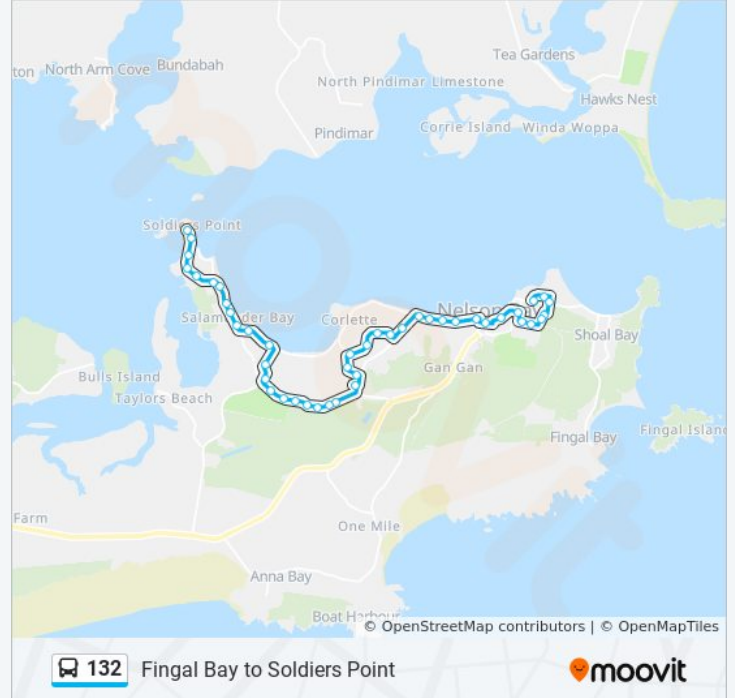 Tea Gardens
ton
North Arm Cove
Bundabah
North Pindimar
Limestone
Hawks Nest
Corrie Island
Winda Woppa
Pindimar
Soldiers Point
Nelson
Salamander Bay
Corlette
Shoal Bay
Gan Gan
Bulls Island
Taylors Beach
Fingal Bay
Fingal Island
Farm
One Mile
Anna Bay
Boat Harbour
© OpenStreetMap contributors | © OpenMapTiles
132 Fingal Bay to Soldiers Point
moovit